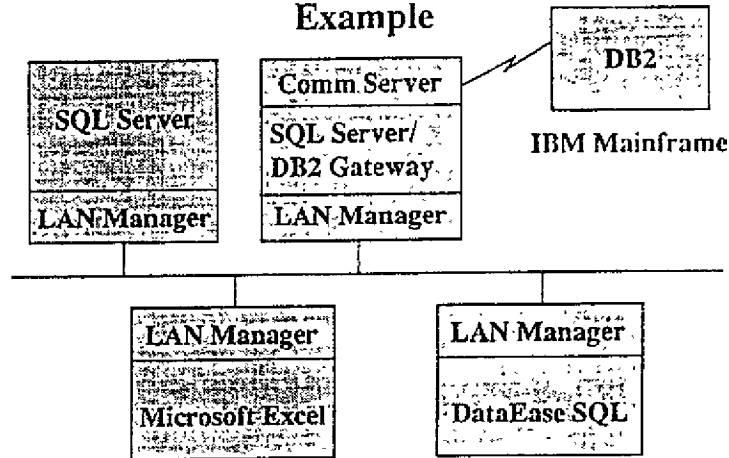 Example
SQL Server
LAN Manager
Comm Server
SQL Server/
DB2 Gateway
LAN Manager
DB2
IBM Mainframe
LAN Manager
Microsoft Excel
LAN Manager
DataEase SQL